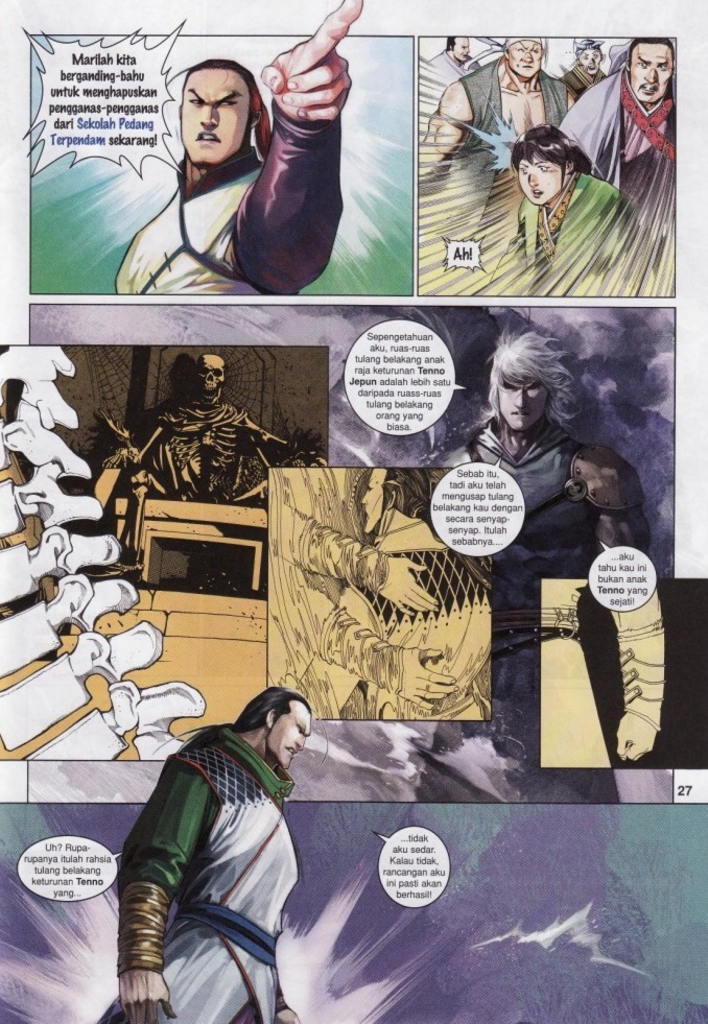 Marilah kita
berganding-bahu
untuk menghapuskan
pengganas-pengganas
dari Sekolah Pedang
Terpendam sekarang!
Ah!
Sepengetahuan
aku, ruas-ruas
tulang belakang anak
raja keturunan Tenno
Jepun adalah lebih satu
daripada ruass-ruas
tulang belakang
orang yang
biasa.
Sebab itu,
tadi aku telah
mengusap tulang
belakang kau dengan
secara senyap-
senyap. Itulah
sebabnya....
...aku
tahu kau ini
bukan anak
Tenno yang
sejati!
27
Uh? Rupa-
rupanya itulah rahsia
tulang belakang
keturunan Tenno
yang...
...tidak
aku sedar.
Kalau tidak,
rancangan aku
ini pasti akan
berhasil!